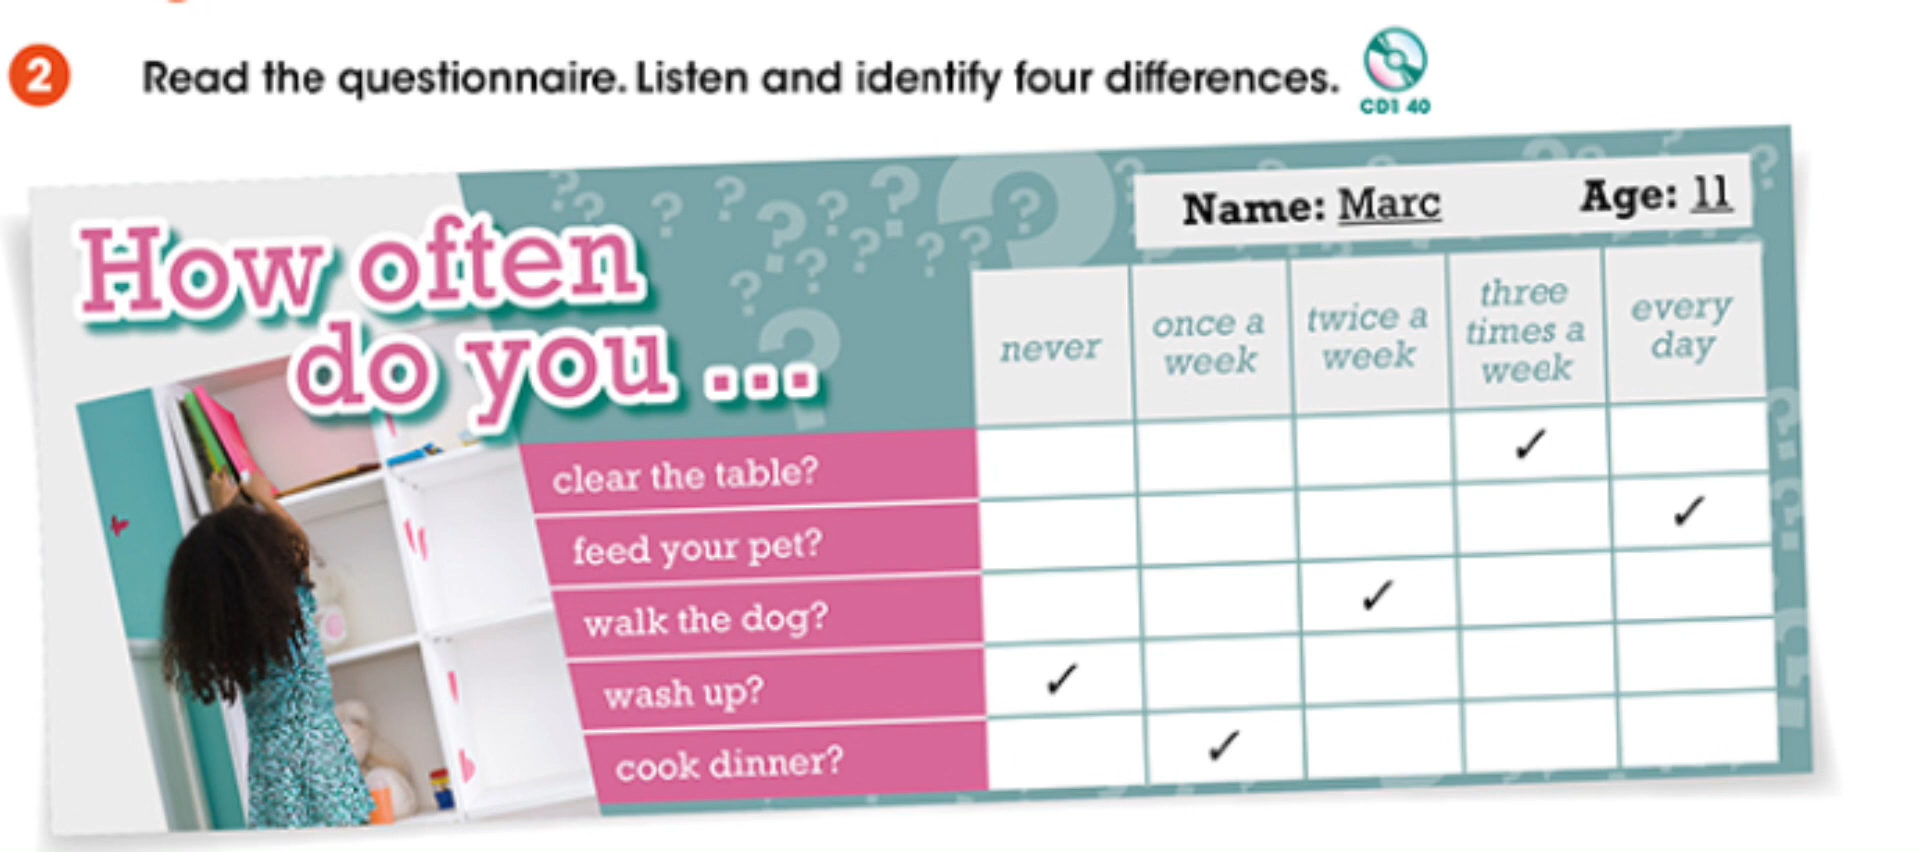 2 Read the questionnaire. Listen and identify four differences.
CD1 40
Name: Marc Age: 11
How often
do you ...
never
once a
week
twice a
week
three
times a
week
every
day
clear the table? ✓
feed your pet? ✓
walk the dog? ✓
wash up? ✓
cook dinner? ✓